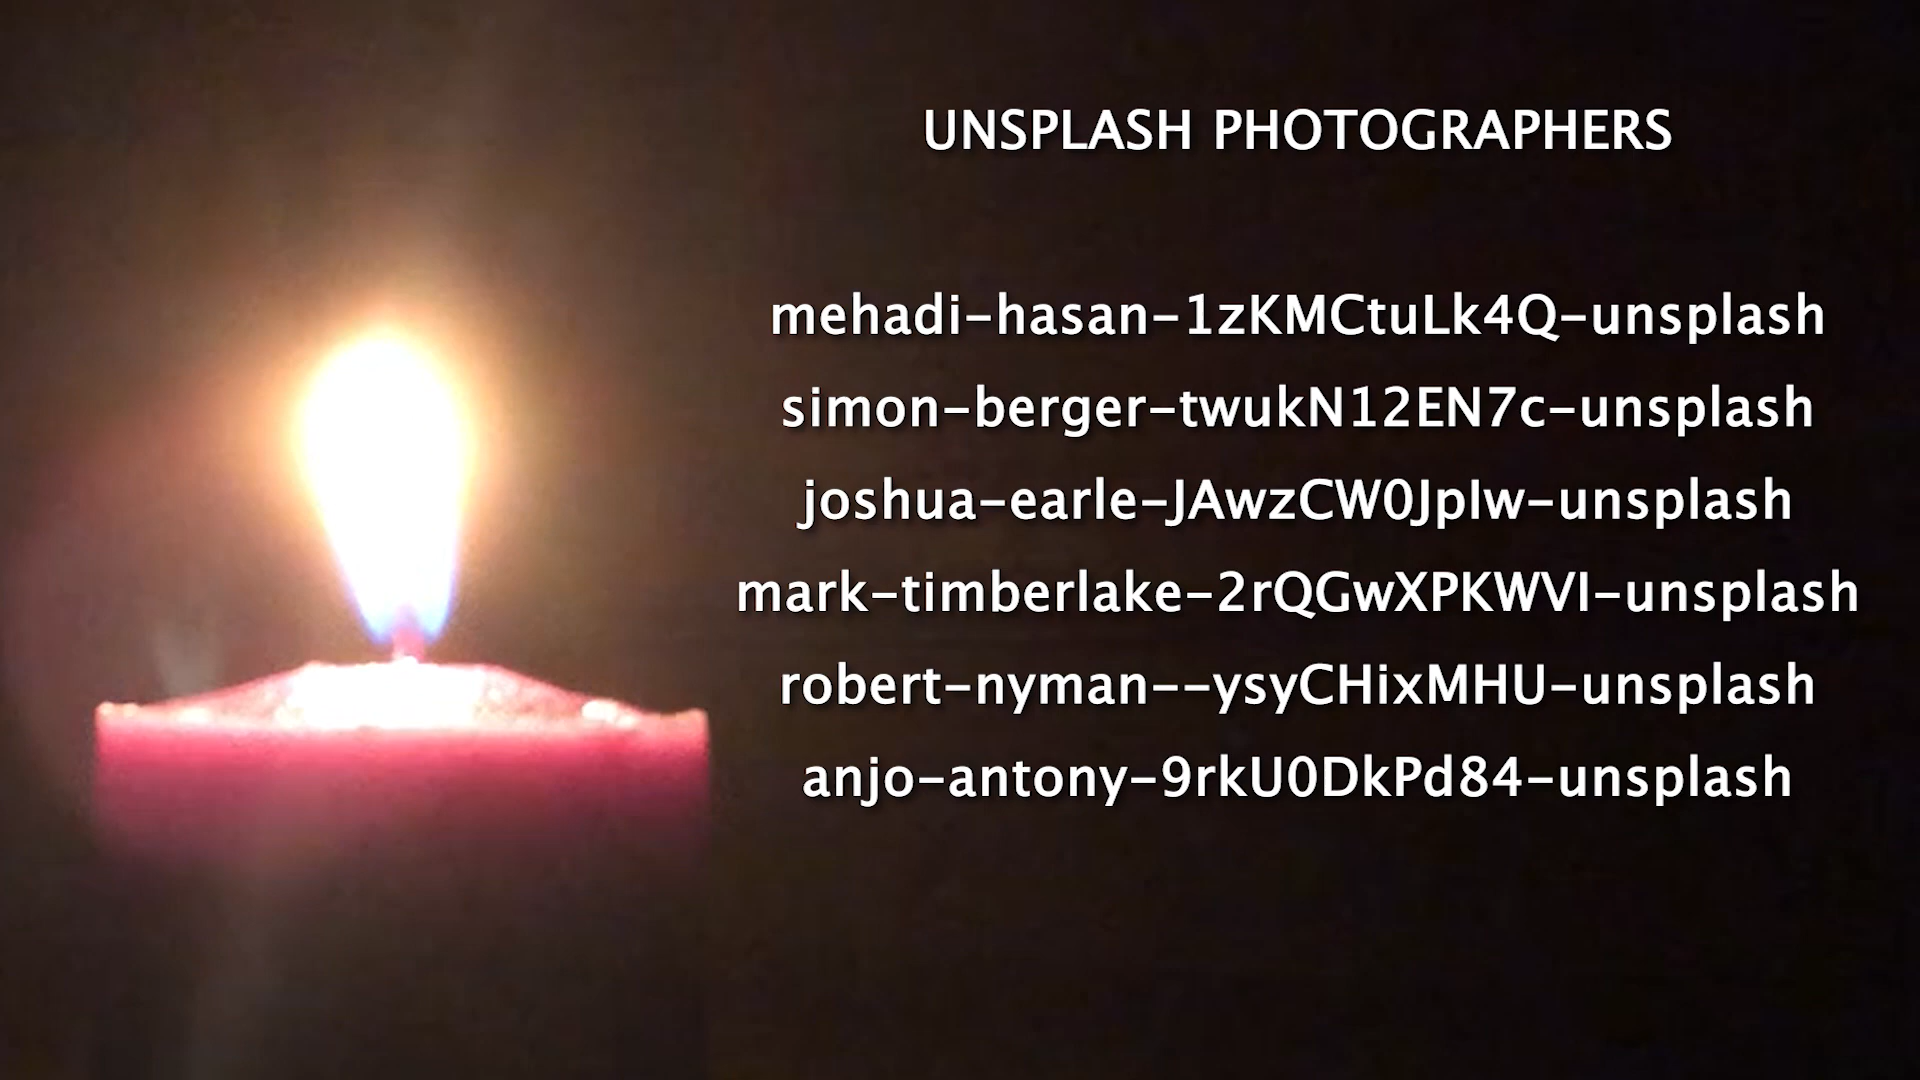 UNSPLASH PHOTOGRAPHERS
mehadi-hasan-1zKMCtuLk4Q-unsplash
simon-berger-twukN12EN7c-unsplash
joshua-earle-JAwzCW0JpIw-unsplash
mark-timberlake-2rQGwXPKWVI-unsplash
robert-nyman--ysyCHixMHU-unsplash
anjo-antony-9rkU0DkPd84-unsplash